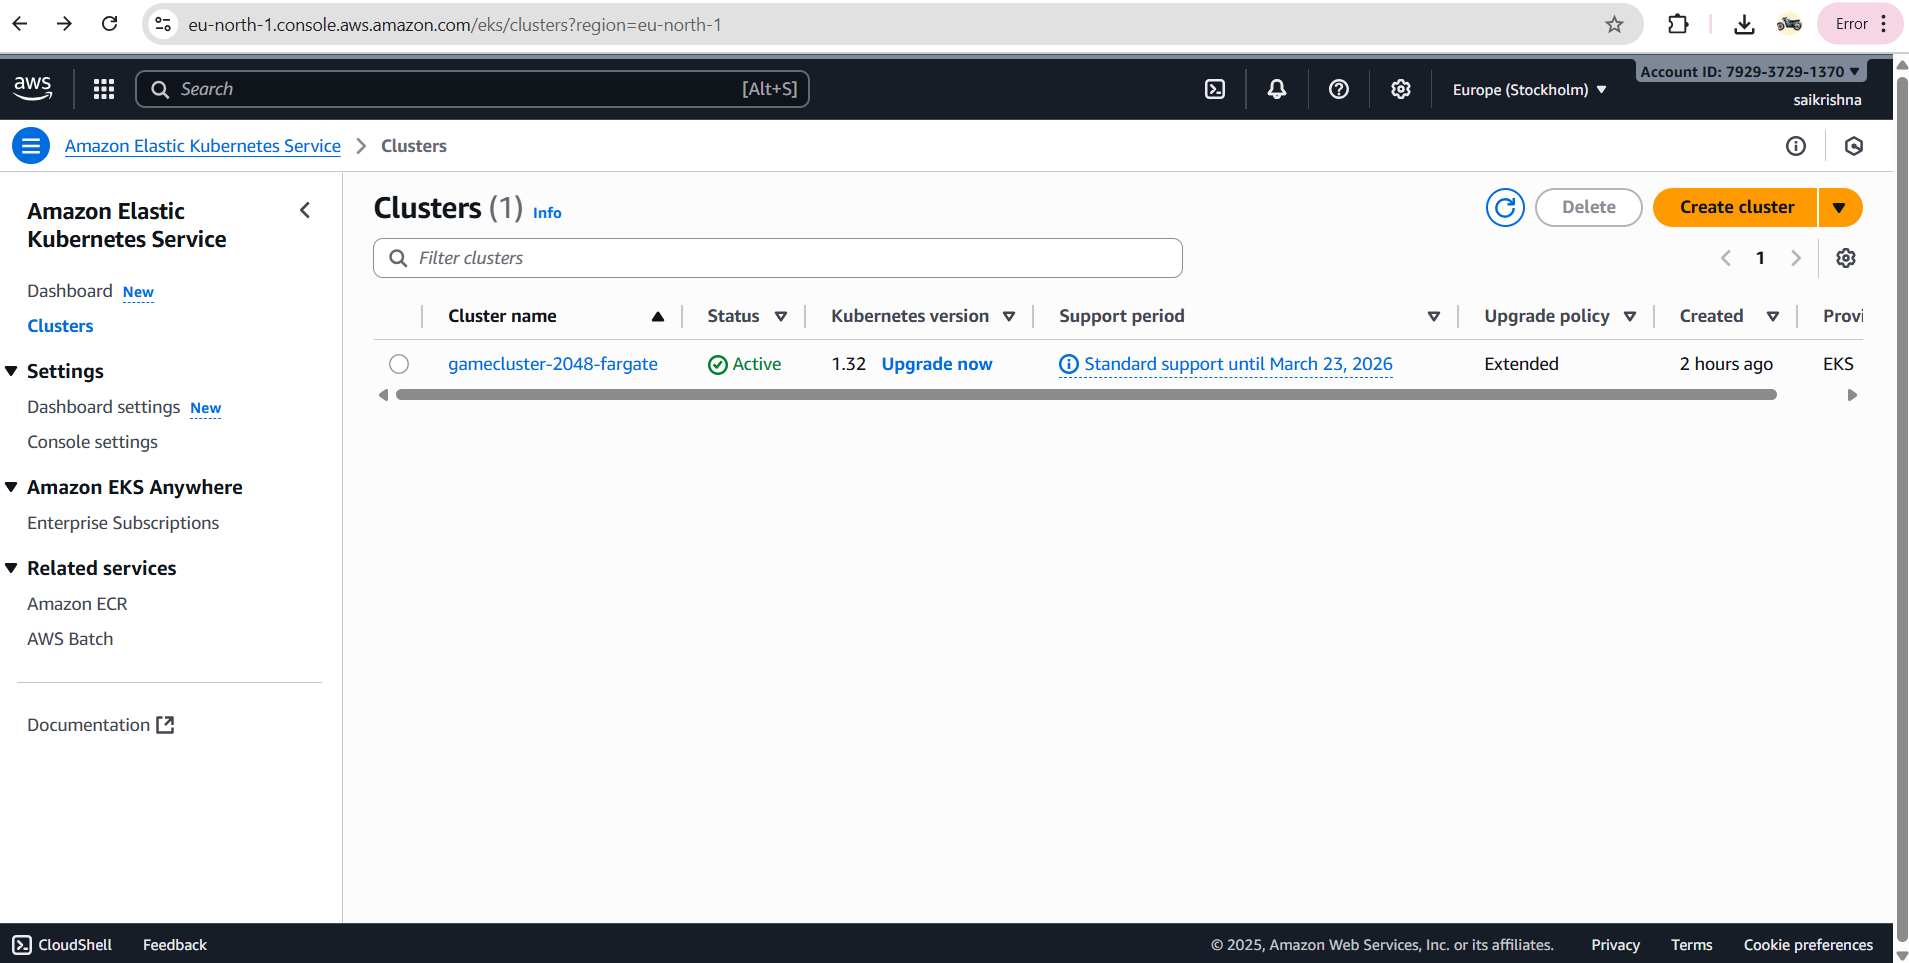 eu-north-1.console.aws.amazon.com/eks/clusters?region=eu-north-1
Error
aws
Search
[Alt+S]
Europe (Stockholm)
Account ID: 7929-3729-1370
saikrishna
Amazon Elastic Kubernetes Service
Clusters
Amazon Elastic
Kubernetes Service
Dashboard New
Clusters
Settings
Dashboard settings New
Console settings
Amazon EKS Anywhere
Enterprise Subscriptions
Related services
Amazon ECR
AWS Batch
Documentation
Clusters (1) Info
Delete
Create cluster
Filter clusters
1
Cluster name Status Kubernetes version Support period Upgrade policy Created Provi
gamecluster-2048-fargate Active 1.32 Upgrade now Standard support until March 23, 2026 Extended 2 hours ago EKS
CloudShell Feedback © 2025, Amazon Web Services, Inc. or its affiliates. Privacy Terms Cookie preferences